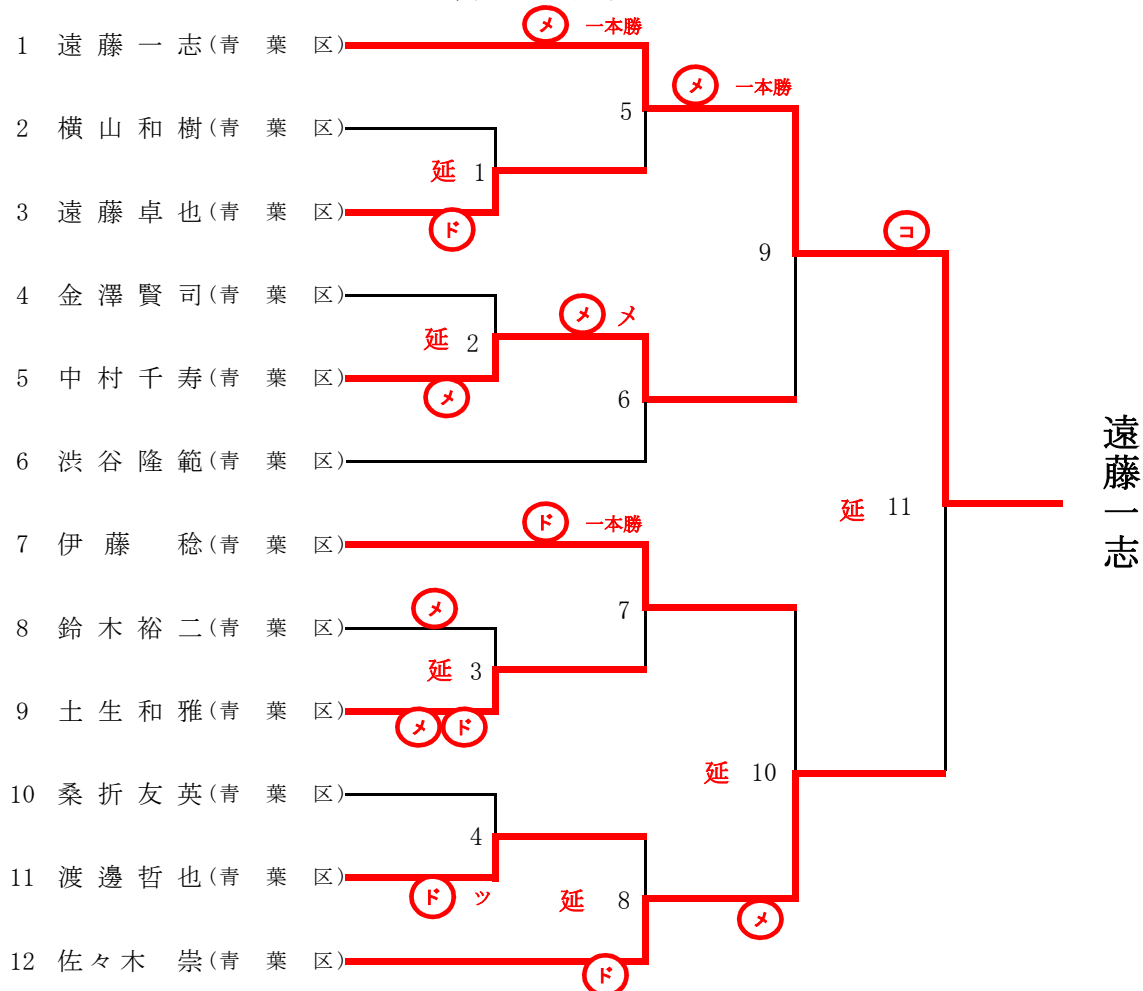 メ 一本勝
1 遠藤一志(青葉区)
メ 一本勝
5
2 横山和樹(青葉区)
延 1
3 遠藤卓也(青葉区)
ド
コ
9
4 金澤賢司(青葉区)
メ メ
延 2
5 中村千寿(青葉区)
メ
6
6 渋谷隆範(青葉区)
遠藤一志
延 11
ド 一本勝
7 伊藤 稔(青葉区)
メ
7
8 鈴木裕二(青葉区)
延 3
9 土生和雅(青葉区)
メ ド
延 10
10 桑折友英(青葉区)
4
11 渡邊哲也(青葉区)
ド ツ
延 8
メ
12 佐々木 崇(青葉区)
ド